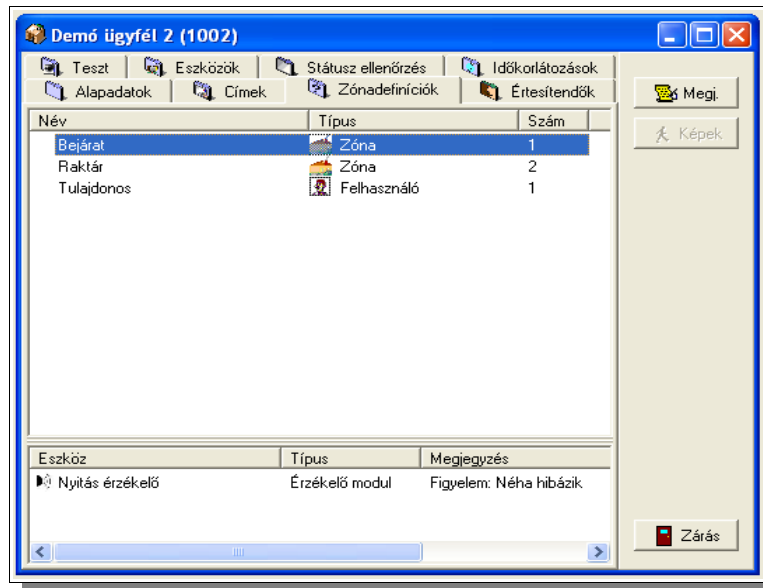 Demó ügyfél 2 (1002)
Teszt Eszközök Státusz ellenőrzés Időkorlátozások
Alapadatok Címek Zónadefiníciók Értesítendők
Megj.
Képek
Név Típus Szám
Bejárat Zóna 1
Raktár Zóna 2
Tulajdonos Felhasználó 1
Eszköz Típus Megjegyzés
Nyitás érzékelő Érzékelő modul Figyelem: Néha hibázik
Zárás